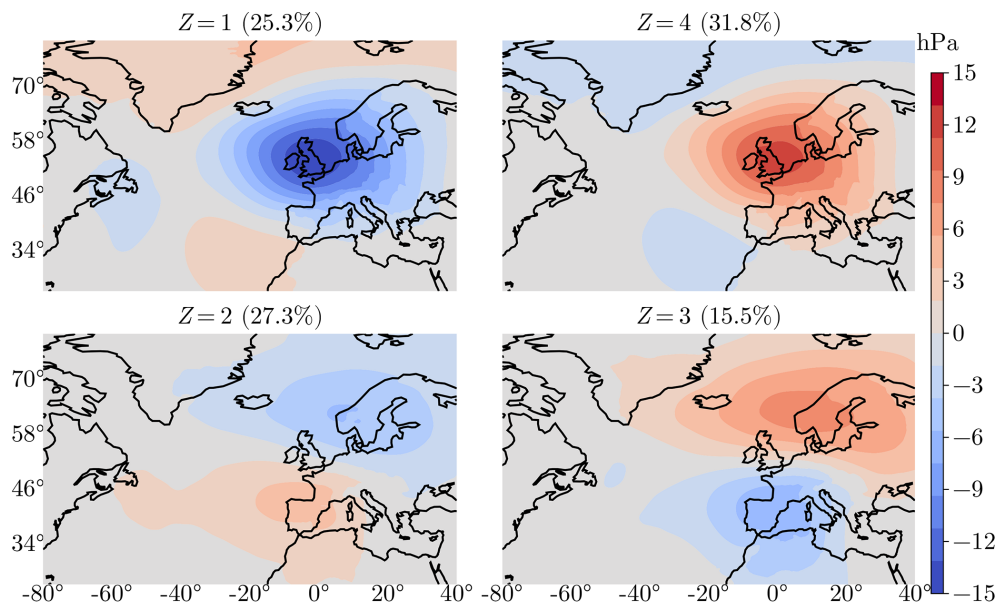 Z = 1 (25.3%)
Z = 4 (31.8%)
hPa
70°
58°
46°
34°
15
12
9
6
3
0
−3
−6
−9
−12
−15
Z = 2 (27.3%)
Z = 3 (15.5%)
70°
58°
46°
34°
-80° -60° -40° -20° 0° 20° 40°
-80° -60° -40° -20° 0° 20° 40°